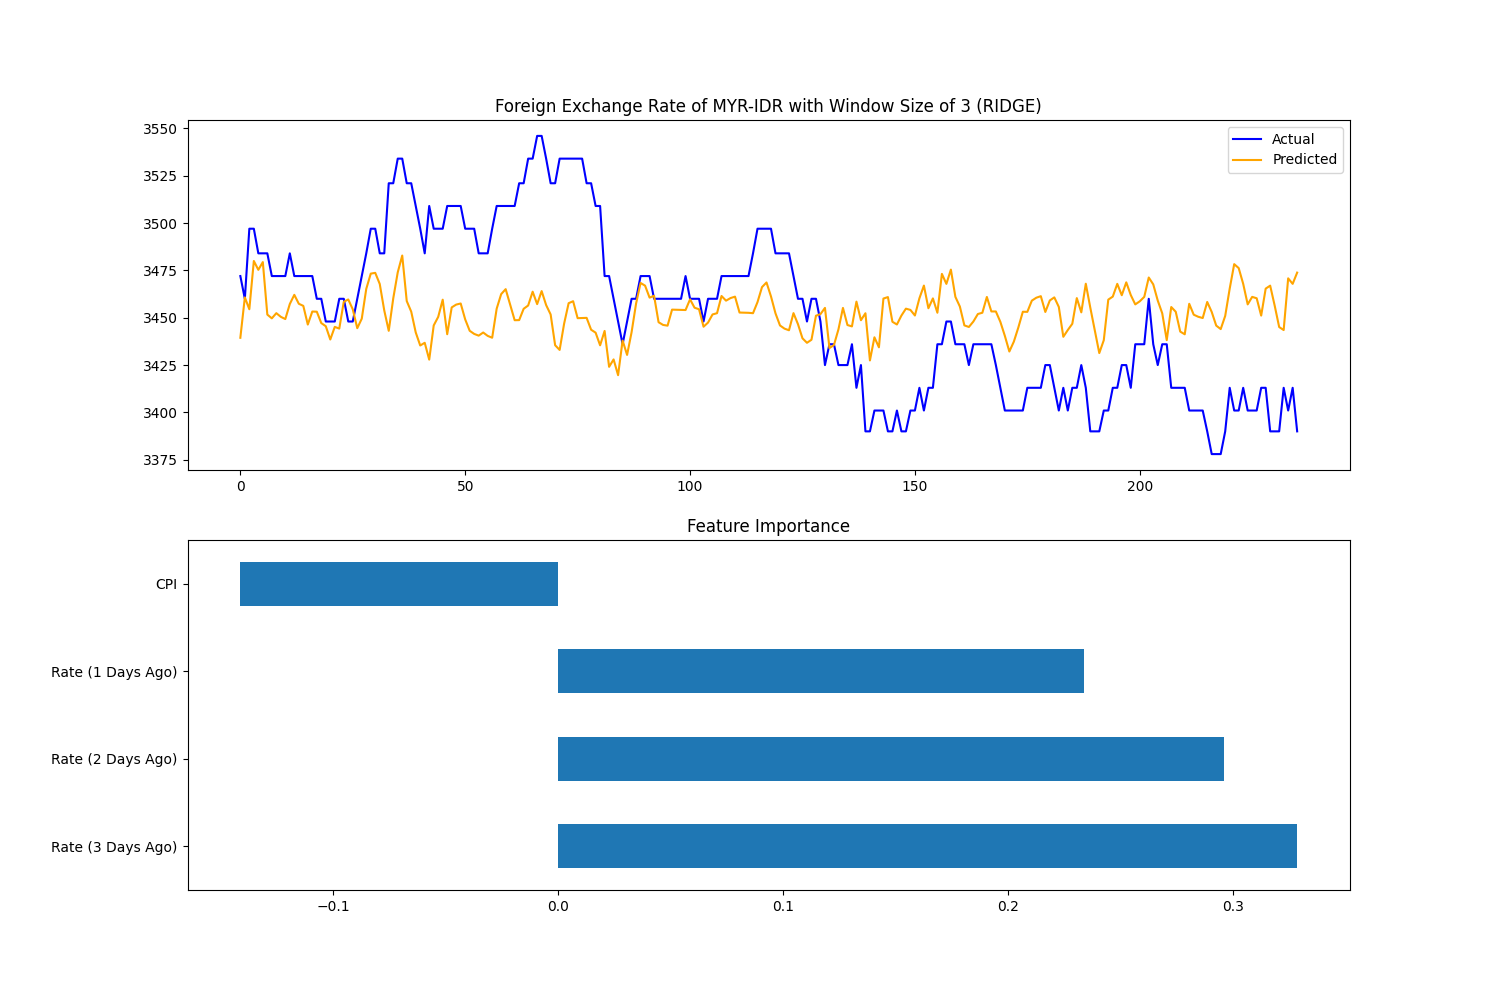 Foreign Exchange Rate of MYR-IDR with Window Size of 3 (RIDGE)
Actual
Predicted
3550
3525
3500
3475
3450
3425
3400
3375
0 50 100 150 200
Feature Importance
CPI
Rate (1 Days Ago)
Rate (2 Days Ago)
Rate (3 Days Ago)
−0.1 0.0 0.1 0.2 0.3